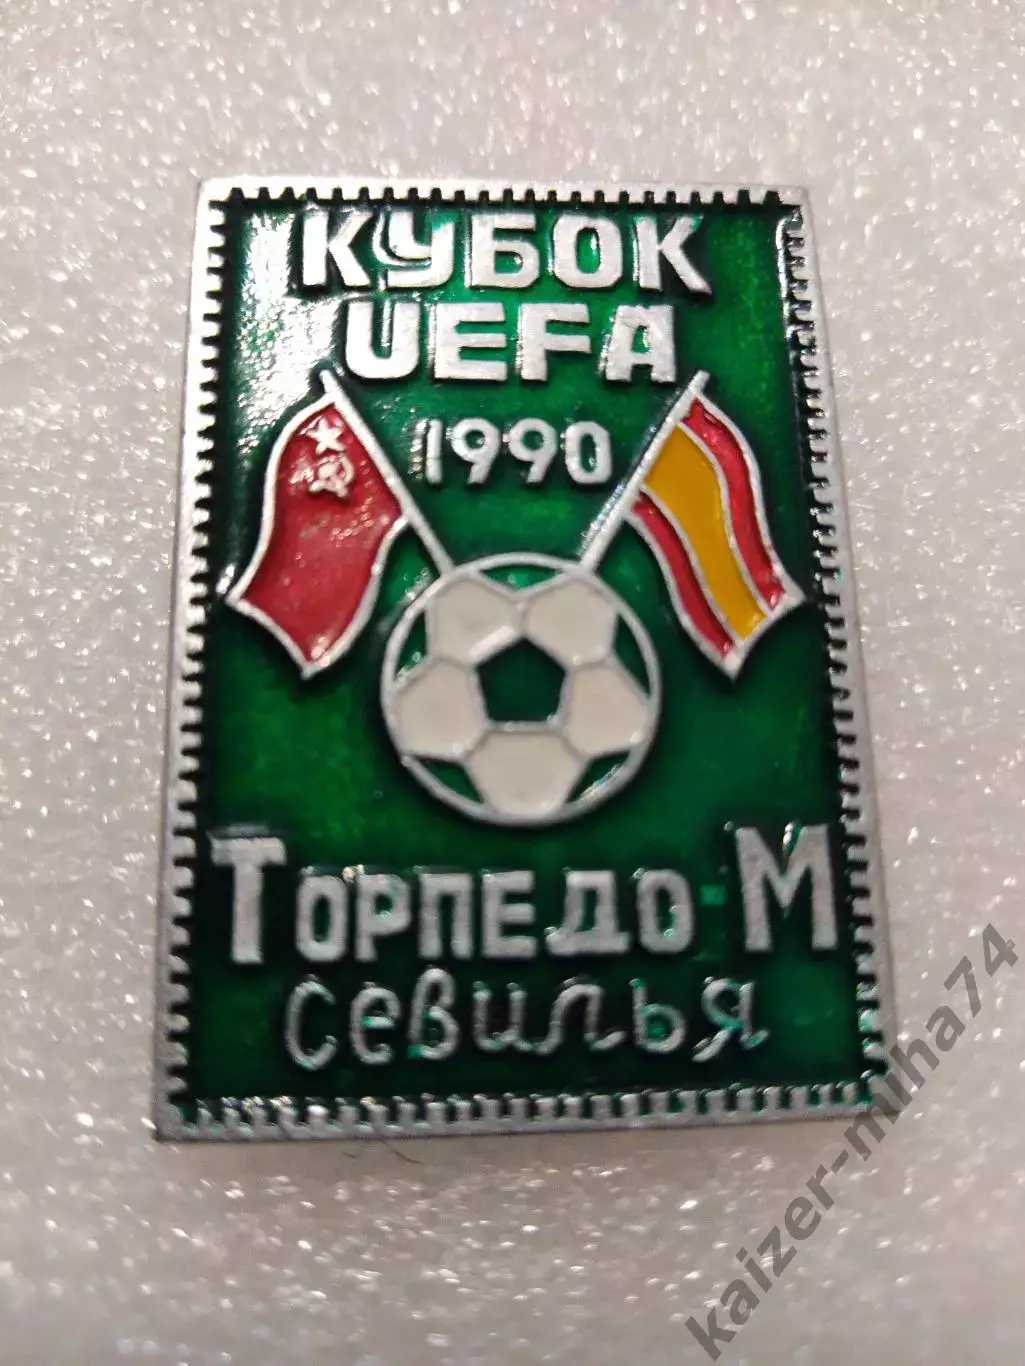 КУБОК
UEFA
1990
ТОРПЕДО-М
севилья
kaizer-miha74